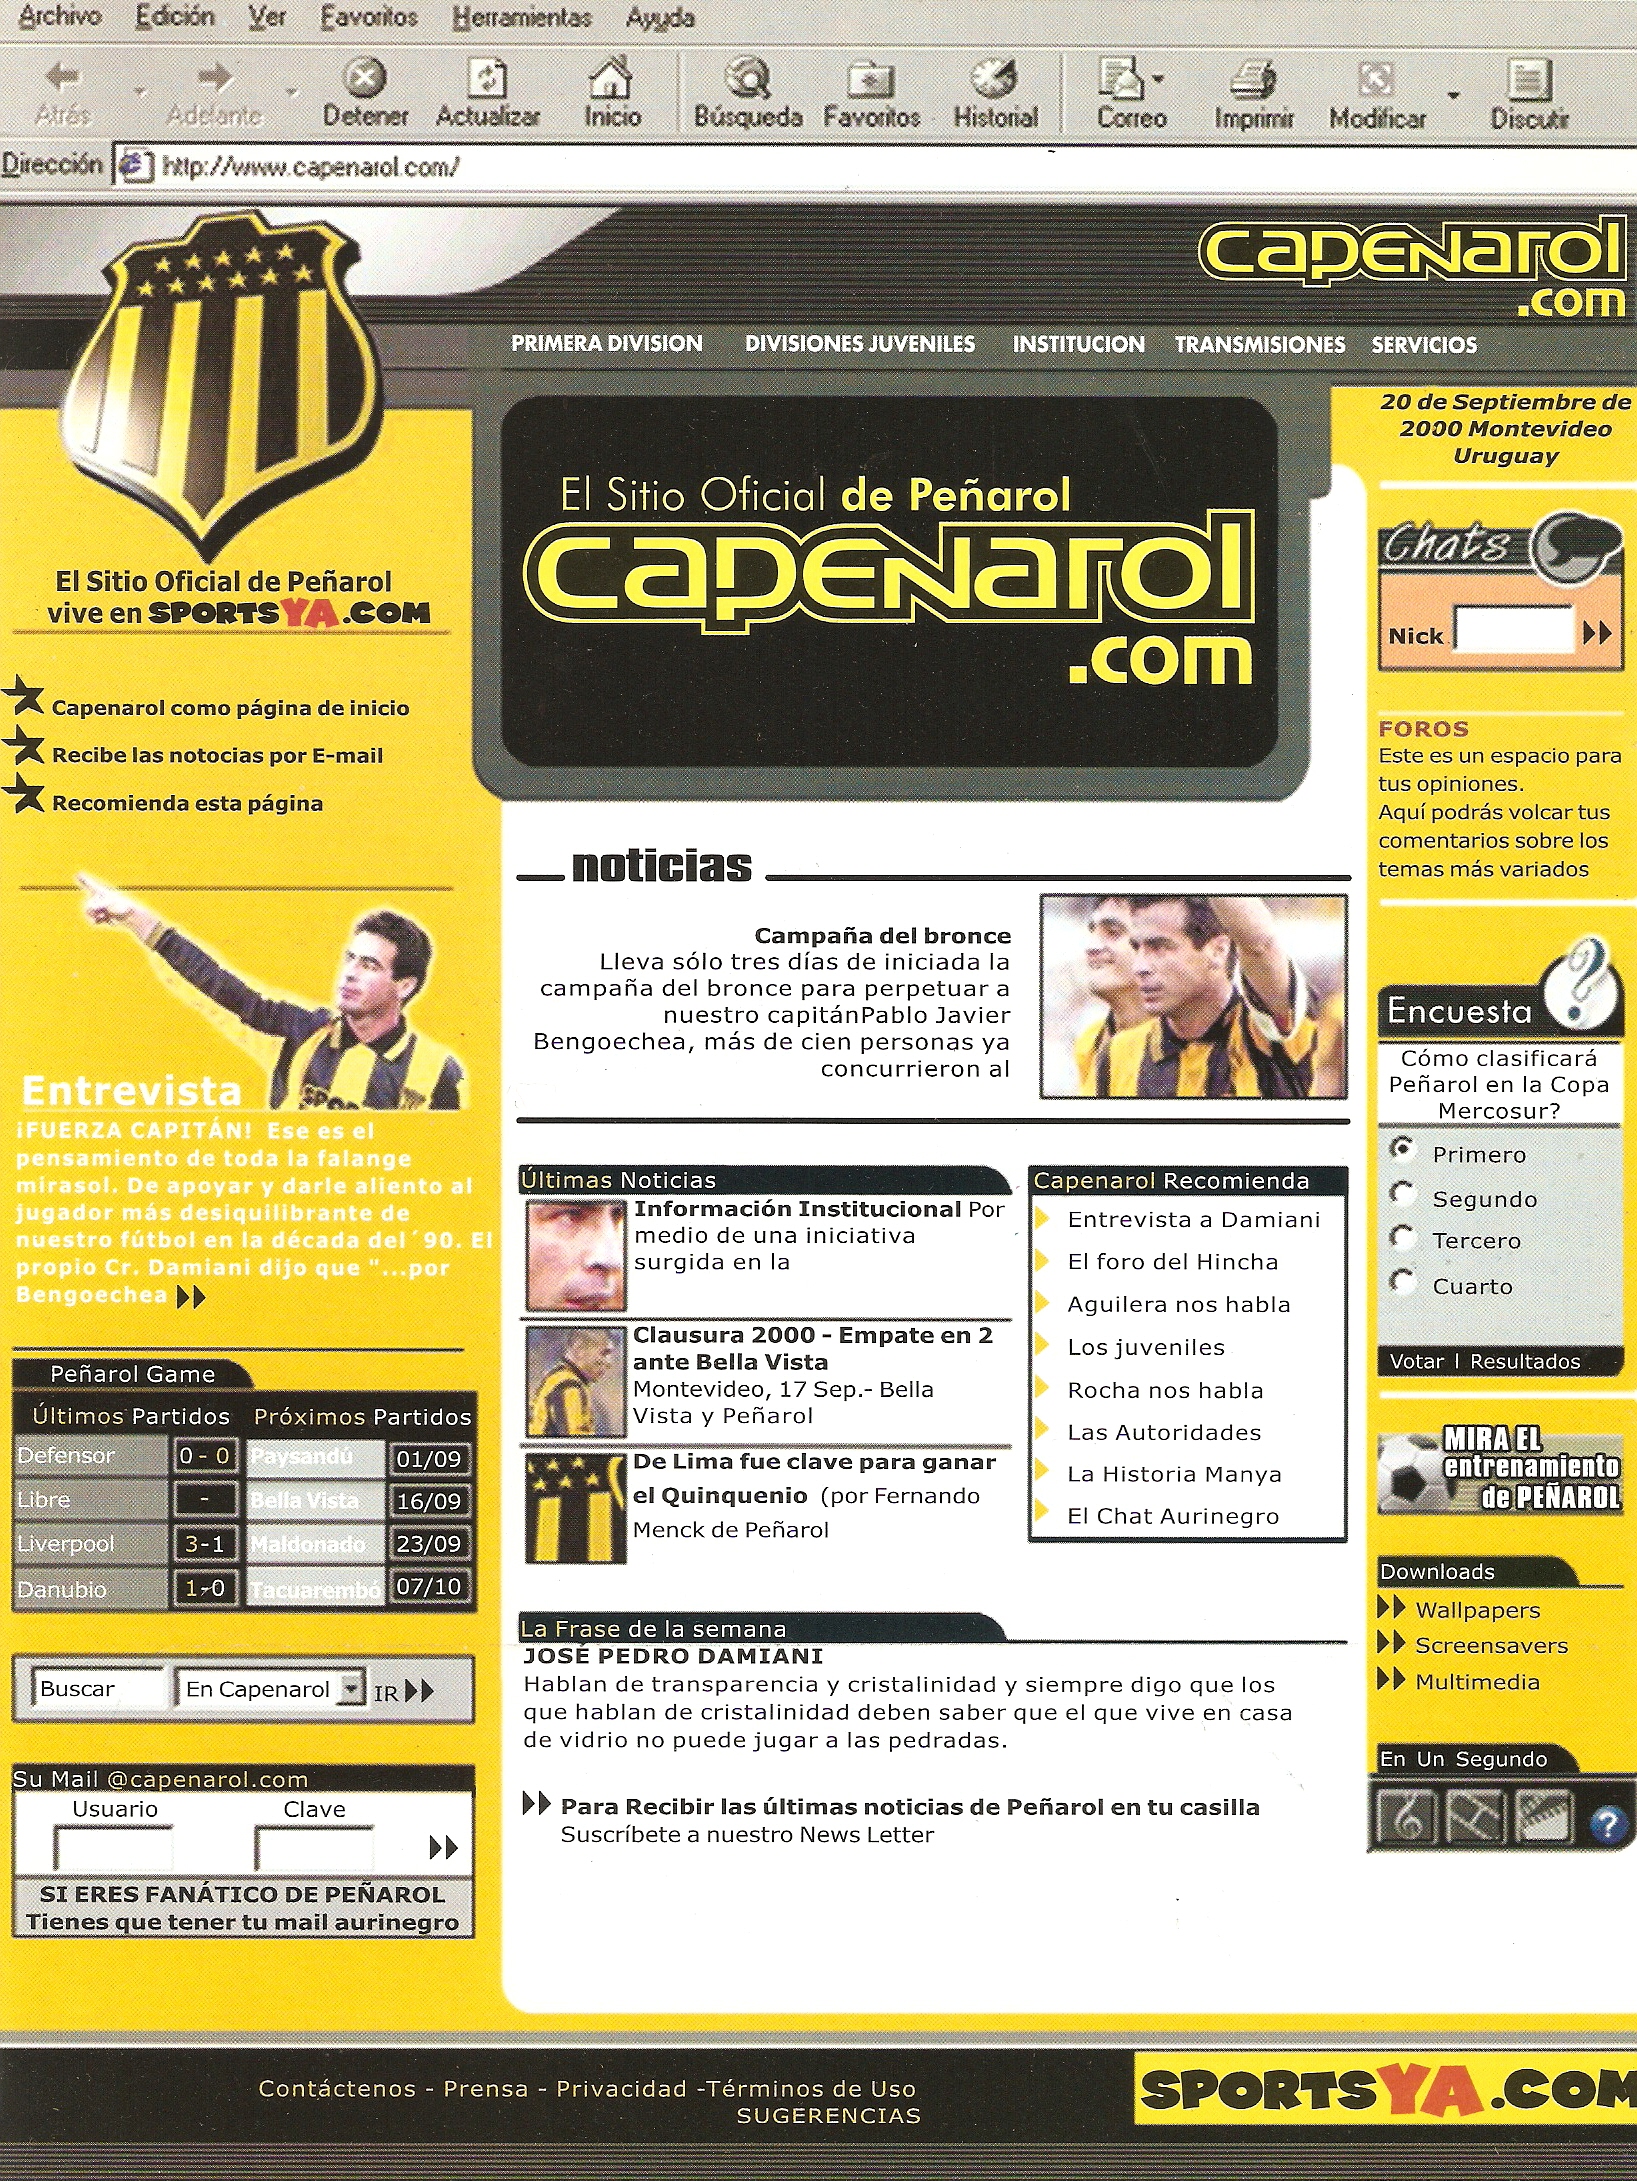 Archivo Edición Ver Favoritos Herramientas Ayuda
Atrás Adelante Detener Actualizar Inicio Búsqueda Favoritos Historial Correo Imprimir Modificar Discutir
Dirección http://www.capenarol.com/
capenarol
.com
PRIMERA DIVISION DIVISIONES JUVENILES INSTITUCION TRANSMISIONES SERVICIOS
El Sitio Oficial de Peñarol
vive en SPORTSYA.COM
Capenarol como página de inicio
Recibe las notocias por E-mail
Recomienda esta página
Entrevista
¡FUERZA CAPITÁN! Ese es el
pensamiento de toda la falange
mirasol. De apoyar y darle aliento al
jugador más desiquilibrante de
nuestro fútbol en la década del´90. El
propio Cr. Damiani dijo que "...por
Bengoechea
Peñarol Game
Últimos Partidos Próximos Partidos
Defensor 0 - 0 Paysandú 01/09
Libre - Bella Vista 16/09
Liverpool 3-1 Maldonado 23/09
Danubio 1-0 Tacuarembó 07/10
Buscar En Capenarol IR
Su Mail @capenarol.com
Usuario Clave
SI ERES FANÁTICO DE PEÑAROL
Tienes que tener tu mail aurinegro
El Sitio Oficial de Peñarol
capenarol
.com
noticias
Campaña del bronce
Lleva sólo tres días de iniciada la
campaña del bronce para perpetuar a
nuestro capitánPablo Javier
Bengoechea, más de cien personas ya
concurrieron al
Últimas Noticias
Información Institucional Por
medio de una iniciativa
surgida en la
Clausura 2000 - Empate en 2
ante Bella Vista
Montevideo, 17 Sep.- Bella
Vista y Peñarol
De Lima fue clave para ganar
el Quinquenio (por Fernando
Menck de Peñarol
Capenarol Recomienda
Entrevista a Damiani
El foro del Hincha
Aguilera nos habla
Los juveniles
Rocha nos habla
Las Autoridades
La Historia Manya
El Chat Aurinegro
La Frase de la semana
JOSÉ PEDRO DAMIANI
Hablan de transparencia y cristalinidad y siempre digo que los
que hablan de cristalinidad deben saber que el que vive en casa
de vidrio no puede jugar a las pedradas.
Para Recibir las últimas noticias de Peñarol en tu casilla
Suscríbete a nuestro News Letter
20 de Septiembre de
2000 Montevideo
Uruguay
Chats
Nick
FOROS
Este es un espacio para
tus opiniones.
Aquí podrás volcar tus
comentarios sobre los
temas más variados
Encuesta
Cómo clasificará
Peñarol en la Copa
Mercosur?
Primero
Segundo
Tercero
Cuarto
Votar I Resultados
MIRA EL
entrenamiento
de PEÑAROL
Downloads
Wallpapers
Screensavers
Multimedia
En Un Segundo
Contáctenos - Prensa - Privacidad -Términos de Uso
SUGERENCIAS
SPORTSYA.COM